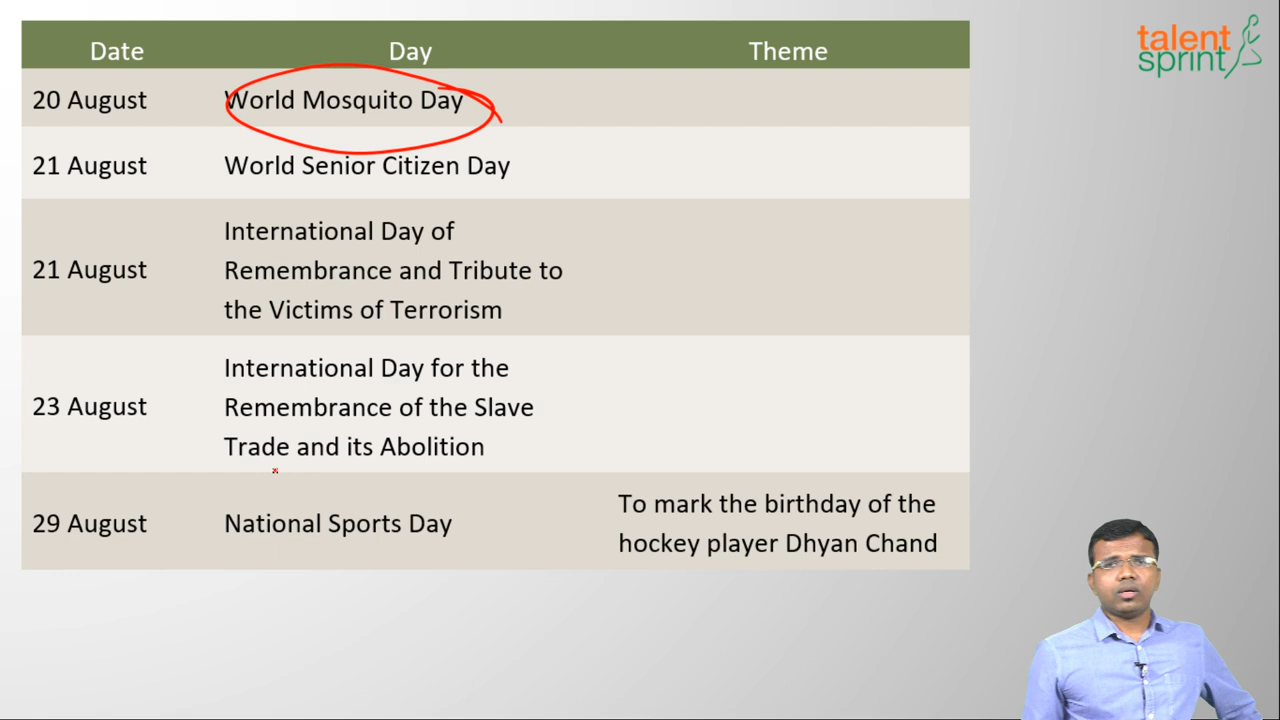 talent
sprint
Date Day Theme
20 August World Mosquito Day
21 August World Senior Citizen Day
21 August
International Day of
Remembrance and Tribute to
the Victims of Terrorism
23 August
International Day for the
Remembrance of the Slave
Trade and its Abolition
29 August National Sports Day
To mark the birthday of the
hockey player Dhyan Chand